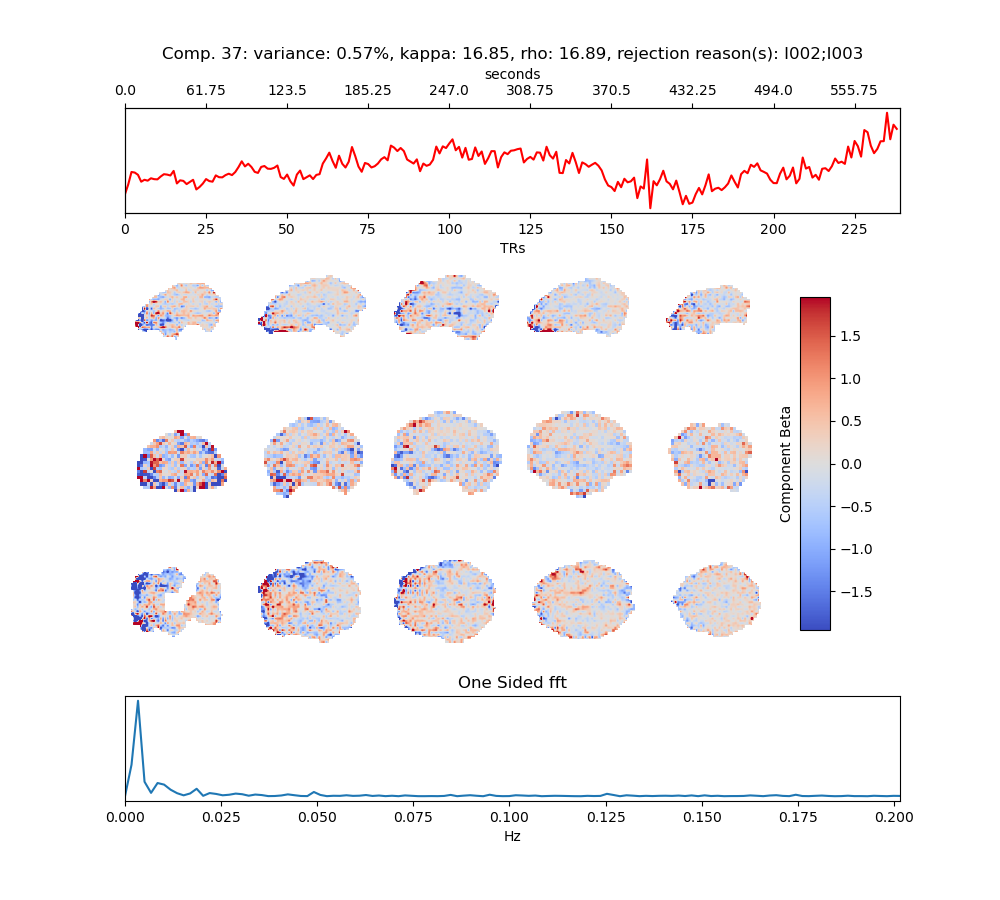 Comp. 37: variance: 0.57%, kappa: 16.85, rho: 16.89, rejection reason(s): I002;I003
seconds
0.0 61.75 123.5 185.25 247.0 308.75 370.5 432.25 494.0 555.75
0 25 50 75 100 125 150 175 200 225
TRs
1.5
1.0
0.5
0.0
−0.5
−1.0
−1.5
Component Beta
One Sided fft
0.000 0.025 0.050 0.075 0.100 0.125 0.150 0.175 0.200
Hz